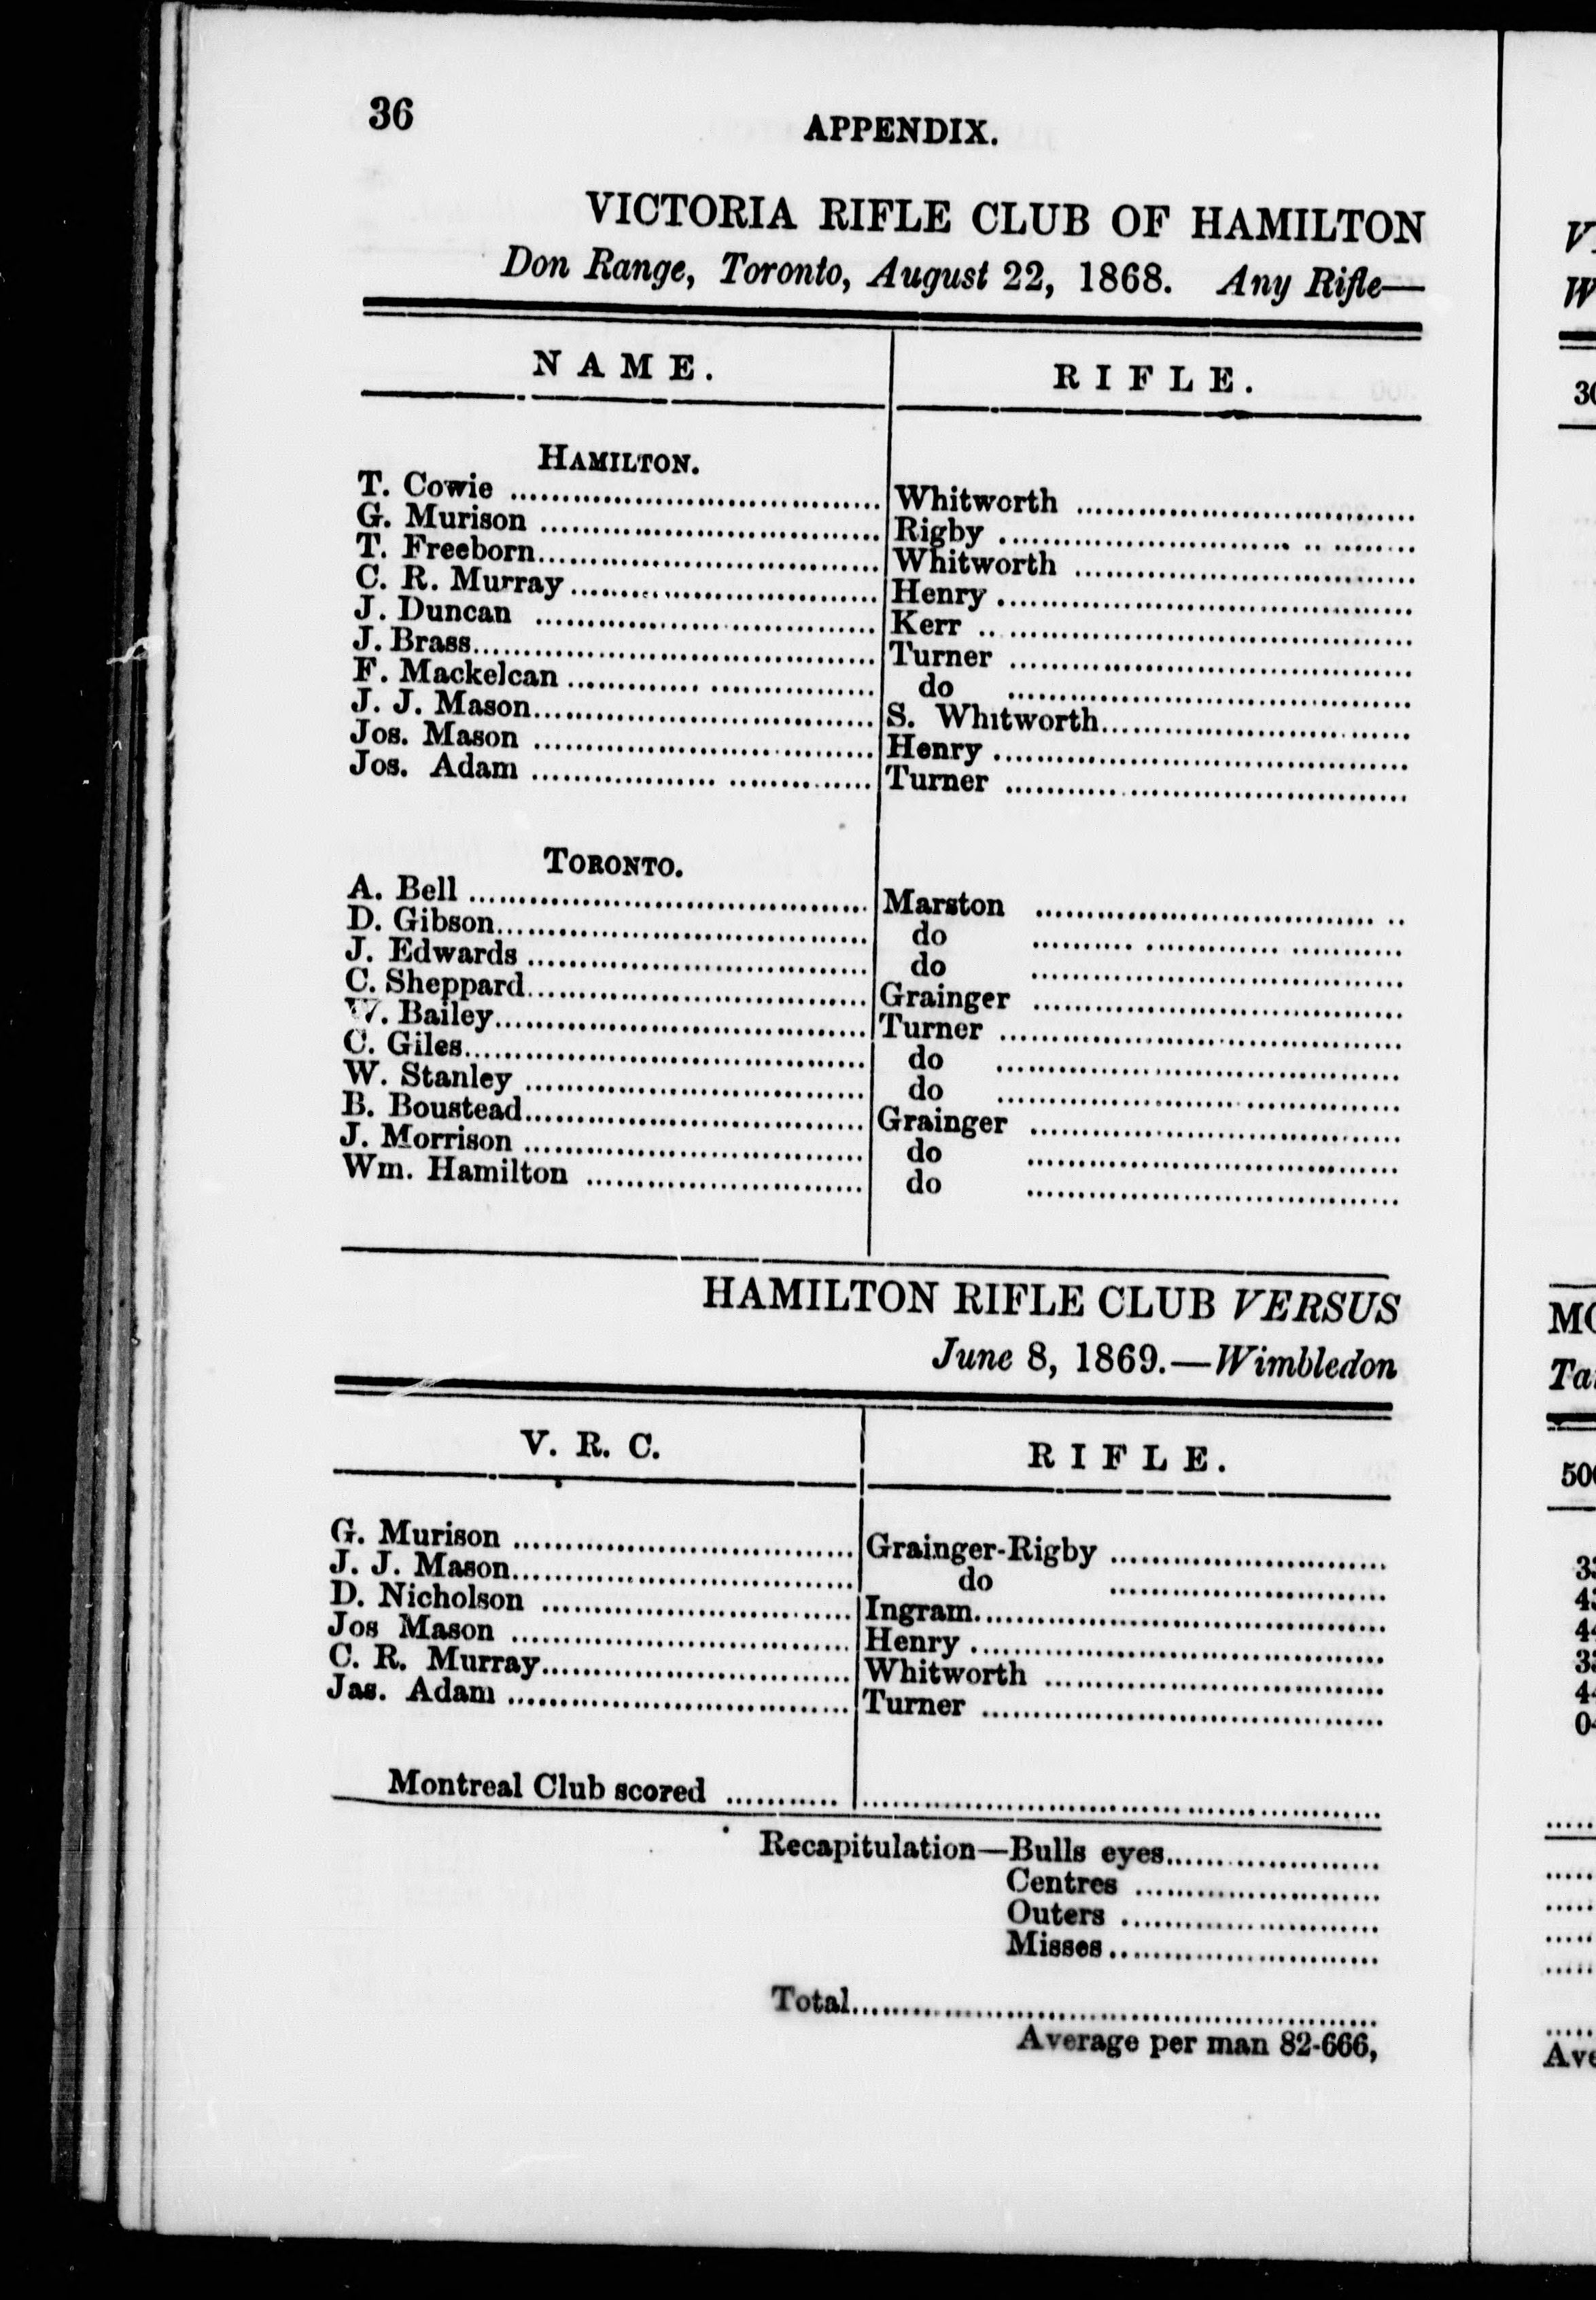 36
APPENDIX.
VICTORIA RIFLE CLUB OF HAMILTON
Don Range, Toronto, August 22, 1868. Any Rifle—
NAME. RIFLE.
HAMILTON.
T. Cowie ........ Whitworth ........
G. Murison ........ Rigby ........
T. Freeborn ........ Whitworth ........
C. R. Murray ........ Henry ........
J. Duncan ........ Kerr ........
J. Brass ........ Turner ........
F. Mackelcan ........ do ........
J. J. Mason ........ S. Whitworth ........
Jos. Mason ........ Henry ........
Jos. Adam ........ Turner ........
TORONTO.
A. Bell ........ Marston ........
D. Gibson ........ do ........
J. Edwards ........ do ........
C. Sheppard ........ Grainger ........
W. Bailey ........ Turner ........
C. Giles ........ do ........
W. Stanley ........ do ........
B. Boustead ........ Grainger ........
J. Morrison ........ do ........
Wm. Hamilton ........ do ........
HAMILTON RIFLE CLUB VERSUS
June 8, 1869.—Wimbledon
V. R. C. RIFLE.
G. Murison ........ Grainger-Rigby ........
J. J. Mason ........ do ........
D. Nicholson ........ Ingram ........
Jos Mason ........ Henry ........
C. R. Murray ........ Whitworth ........
Jas. Adam ........ Turner ........
Montreal Club scored ........
Recapitulation—Bulls eyes ........
Centres ........
Outers ........
Misses ........
Total ........
Average per man 82-666,